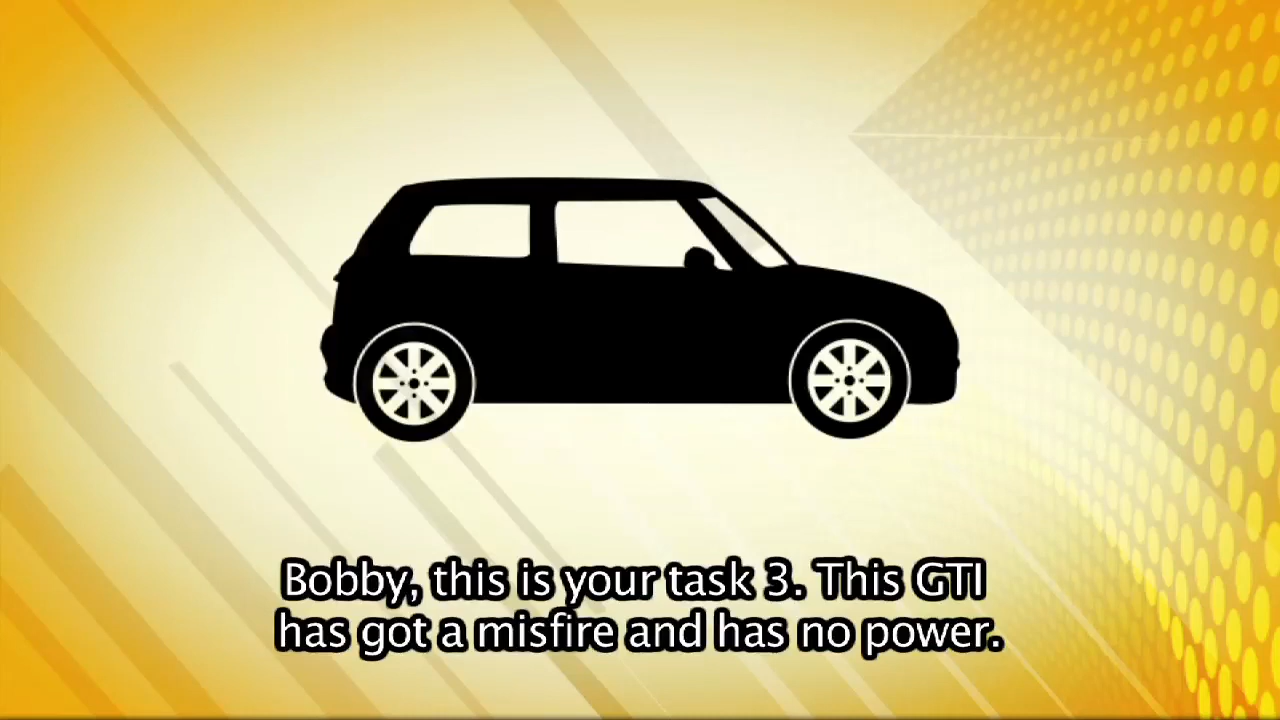 Bobby, this is your task 3. This GTI
has got a misfire and has no power.